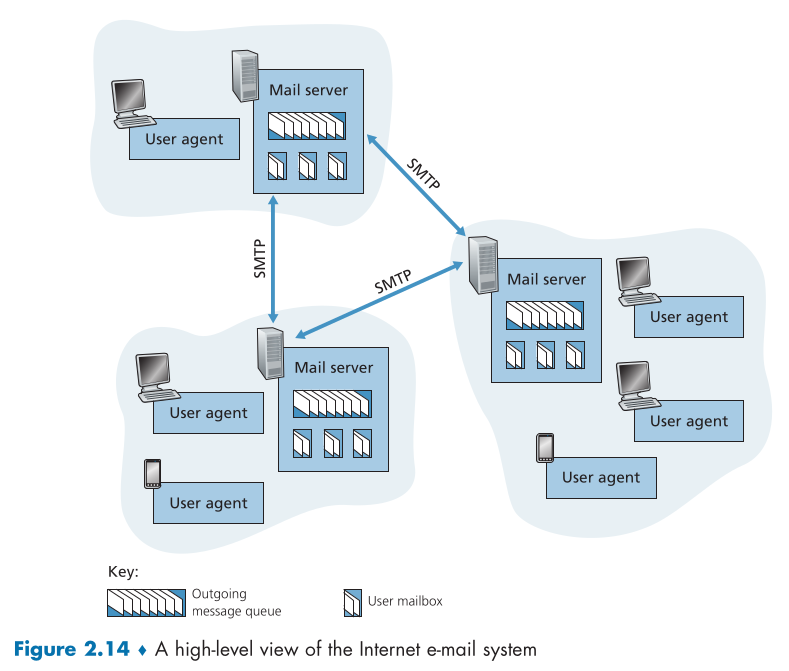 Mail server
User agent
SMTP
SMTP
SMTP
Mail server
User agent
User agent
User agent
Mail server
User agent
User agent
Key:
Outgoing
message queue
User mailbox
Figure 2.14 ♦ A high-level view of the Internet e-mail system